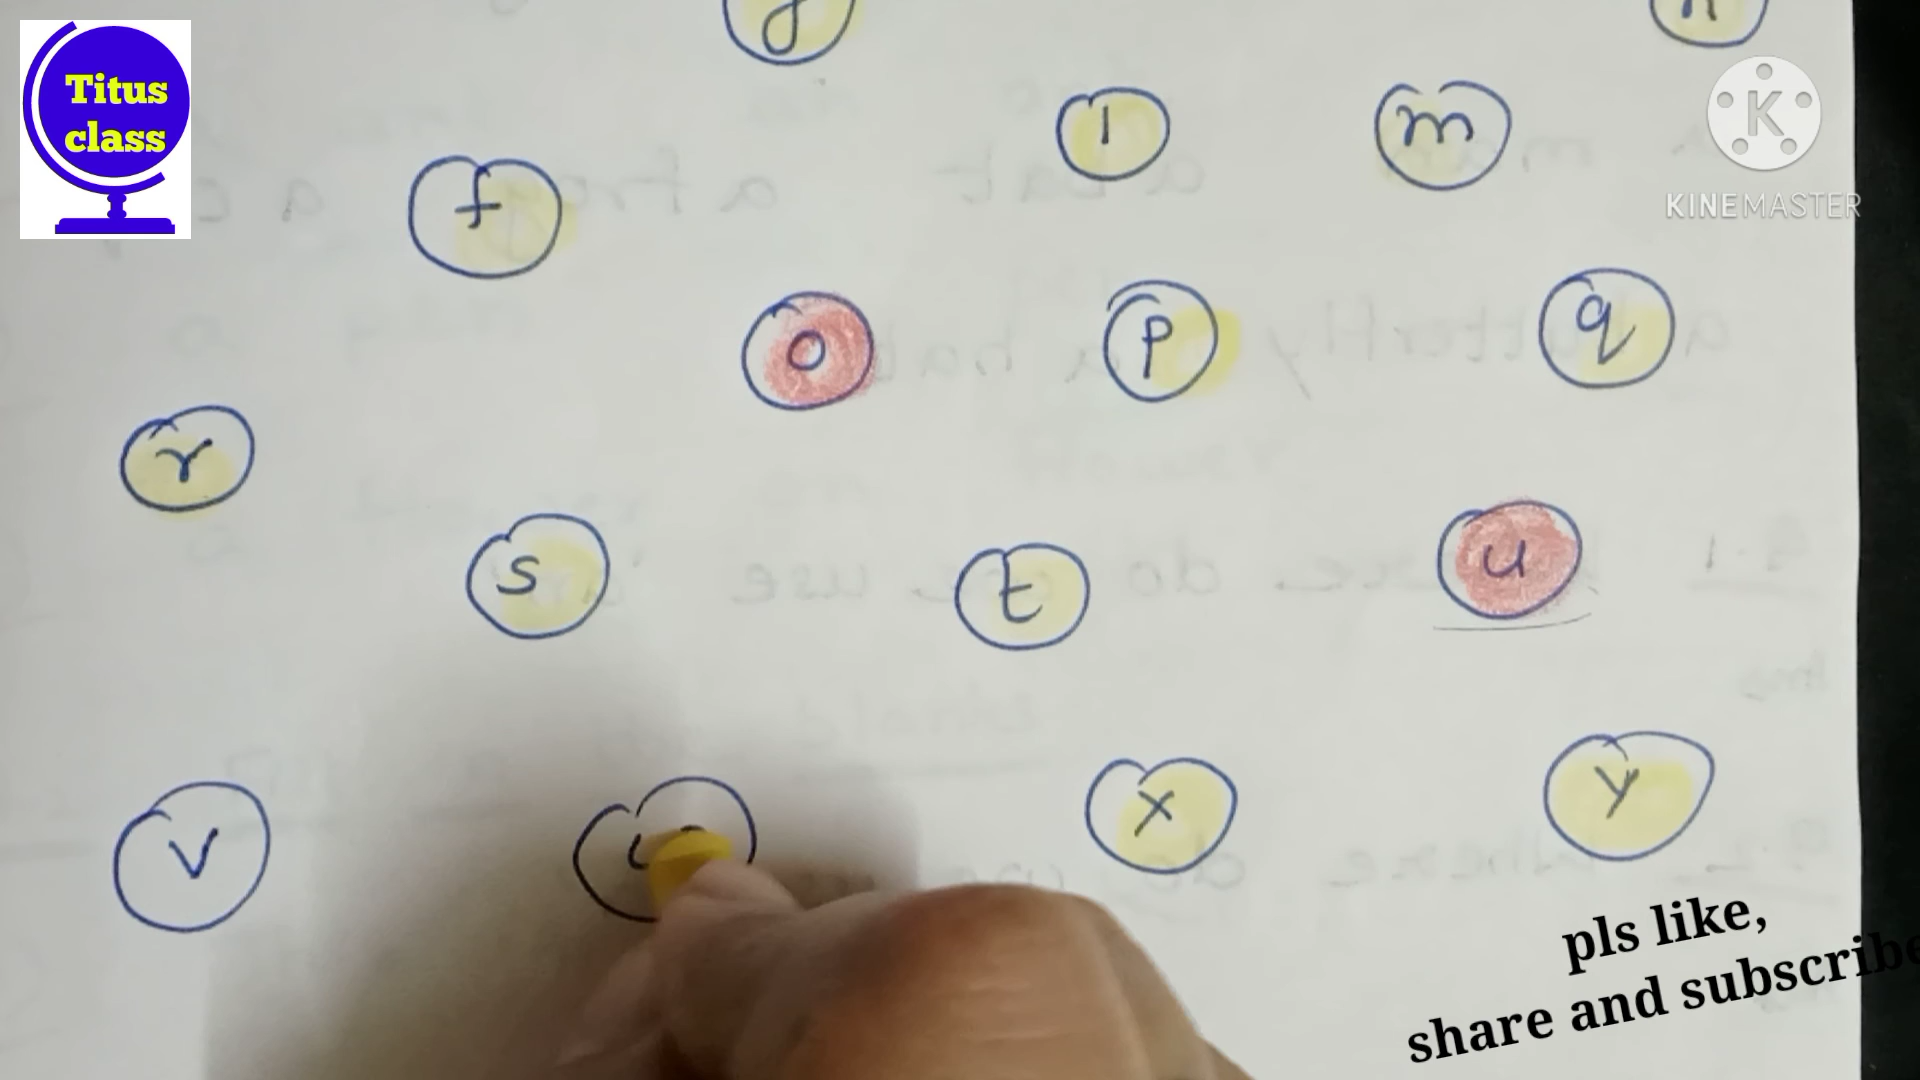 Titus
class
g
n
l
m
KINEMASTER
f
o
p
q
r
s
t
u
v
x
y
pls like,
share and subscribe